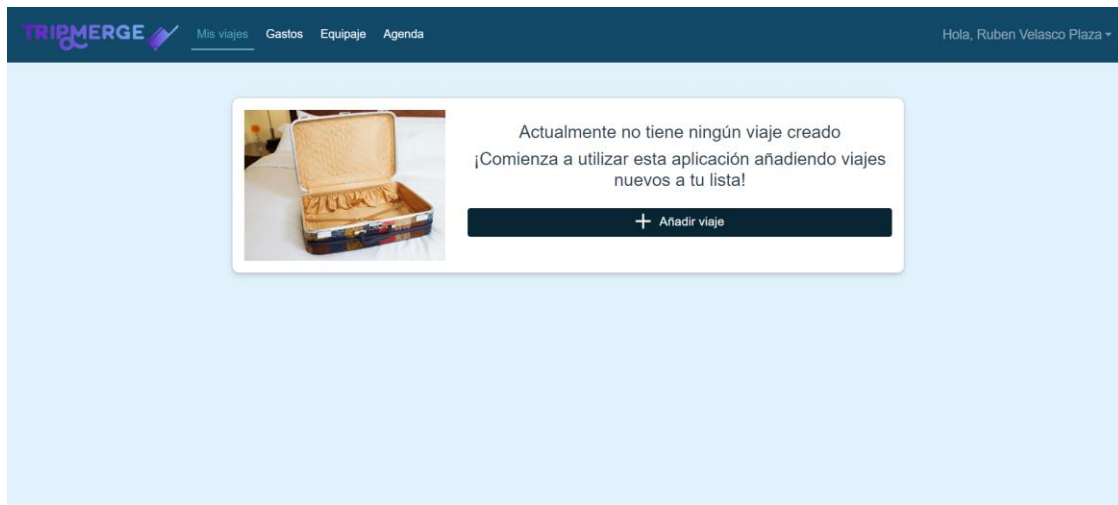 TRIPMERGE
Mis viajes Gastos Equipaje Agenda
Hola, Ruben Velasco Plaza
Actualmente no tiene ningún viaje creado
¡Comienza a utilizar esta aplicación añadiendo viajes
nuevos a tu lista!
Añadir viaje